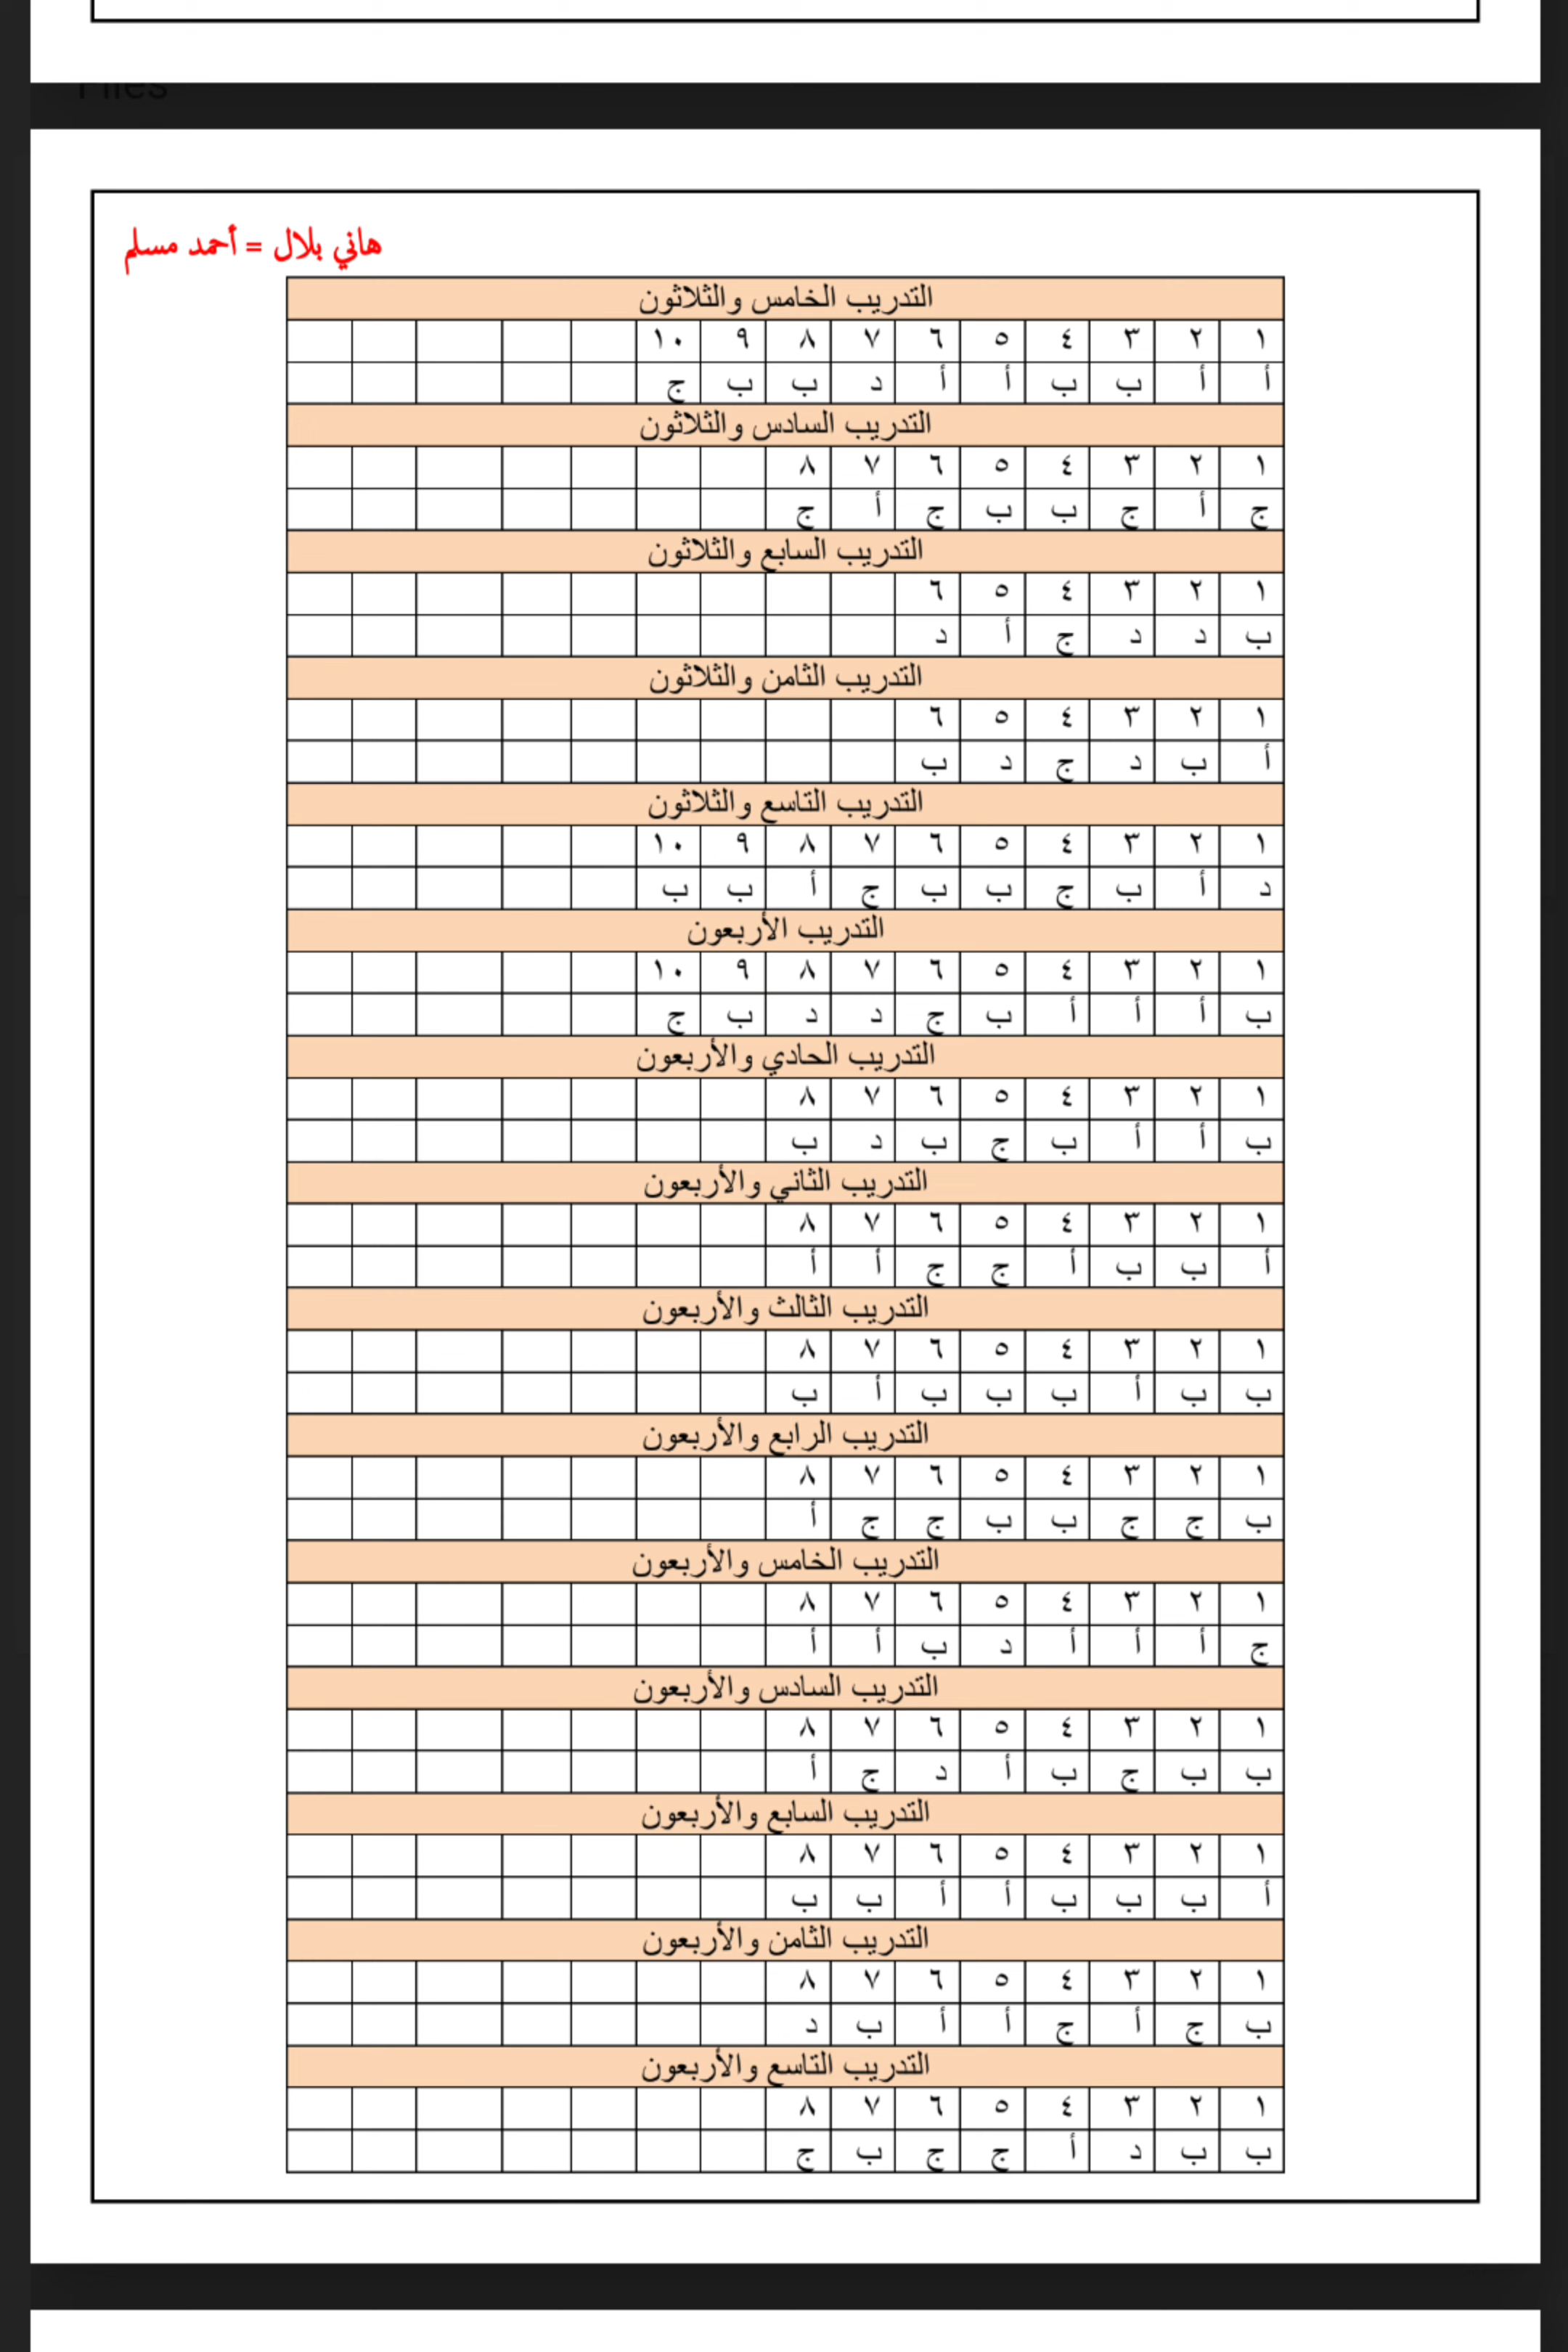 Files
هاني بلال = أحمد مسلم
التدريب الخامس والثلاثون
١ ٢ ٣ ٤ ٥ ٦ ٧ ٨ ٩ ١٠
أ أ ب ب أ أ د ب ب ج
التدريب السادس والثلاثون
١ ٢ ٣ ٤ ٥ ٦ ٧ ٨
ج أ ج ب ب ج أ ج
التدريب السابع والثلاثون
١ ٢ ٣ ٤ ٥ ٦
ب د د ج أ د
التدريب الثامن والثلاثون
١ ٢ ٣ ٤ ٥ ٦
أ ب د ج د ب
التدريب التاسع والثلاثون
١ ٢ ٣ ٤ ٥ ٦ ٧ ٨ ٩ ١٠
د أ ب ج ب ب ج أ ب ب
التدريب الأربعون
١ ٢ ٣ ٤ ٥ ٦ ٧ ٨ ٩ ١٠
ب أ أ أ ب ج د د ب ج
التدريب الحادي والأربعون
١ ٢ ٣ ٤ ٥ ٦ ٧ ٨
ب أ أ ب ج ب د ب
التدريب الثاني والأربعون
١ ٢ ٣ ٤ ٥ ٦ ٧ ٨
أ ب ب أ ج ج أ أ
التدريب الثالث والأربعون
١ ٢ ٣ ٤ ٥ ٦ ٧ ٨
ب ب أ ب ب ب أ ب
التدريب الرابع والأربعون
١ ٢ ٣ ٤ ٥ ٦ ٧ ٨
ب ج ج ب ب ج ج أ
التدريب الخامس والأربعون
١ ٢ ٣ ٤ ٥ ٦ ٧ ٨
ج أ أ أ د ب أ أ
التدريب السادس والأربعون
١ ٢ ٣ ٤ ٥ ٦ ٧ ٨
ب ب ج ب أ د ج أ
التدريب السابع والأربعون
١ ٢ ٣ ٤ ٥ ٦ ٧ ٨
أ ب ب ب أ أ ب ب
التدريب الثامن والأربعون
١ ٢ ٣ ٤ ٥ ٦ ٧ ٨
ب ج أ ج أ أ ب د
التدريب التاسع والأربعون
١ ٢ ٣ ٤ ٥ ٦ ٧ ٨
ب ب د أ ج ج ب ج